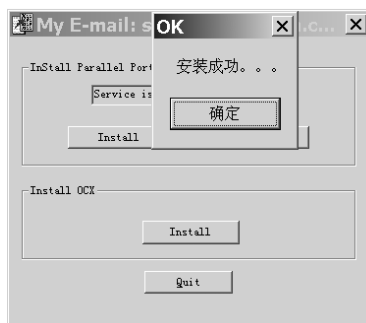 My E-mail: s
.c...
OK
安装成功。。。
确定
InStall Parallel Port
Service is
Install
Install OCX
Install
Quit